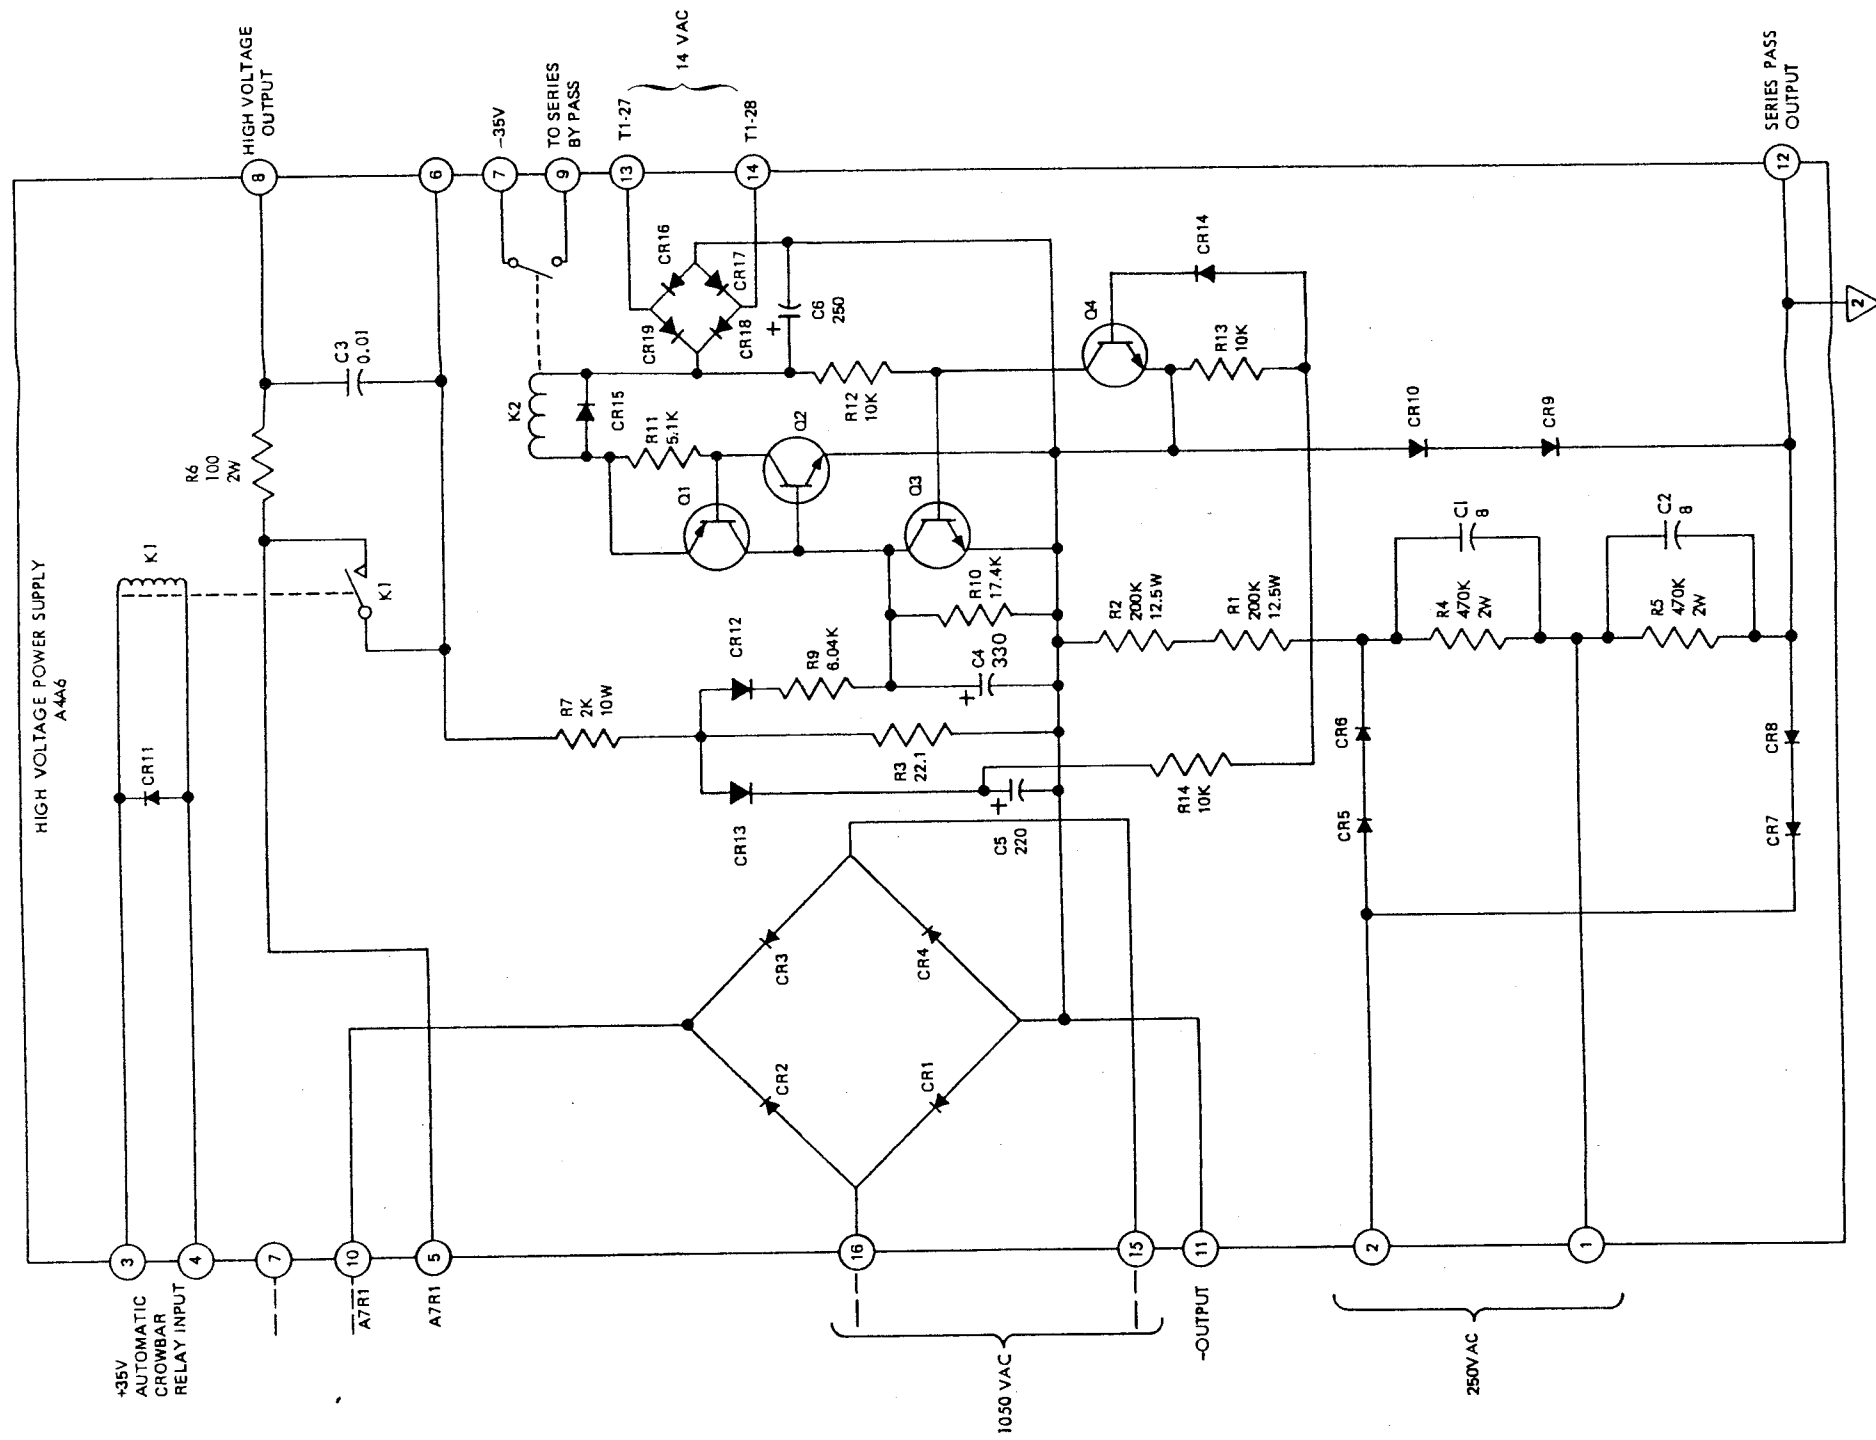 HIGH VOLTAGE POWER SUPPLY
A4A6
+35V
AUTOMATIC
CROWBAR
RELAY INPUT
3
4
CR11
K1
K1
7
10
A7R1
5
A7R1
R6
100
2W
C3
0.01
8
HIGH VOLTAGE
OUTPUT
6
7
-35V
9
TO SERIES
BY PASS
13
T1-27
14 VAC
14
T1-28
K2
CR15
CR16
CR17
CR18
CR19
+
C6
250
R11
5.1K
Q1
Q2
R12
10K
Q3
Q4
CR14
R13
10K
R7
2K
10W
CR12
R9
6.04K
R10
17.4K
+
C4
330
R3
22.1
CR13
+
C5
220
R14
10K
CR3
CR4
CR2
CR1
16
15
1050 VAC
11
-OUTPUT
R2
200K
12.5W
R1
200K
12.5W
CR10
CR9
C1
8
R4
470K
2W
C2
8
R5
470K
2W
CR6
CR5
CR8
CR7
2
1
250VAC
12
SERIES PASS
OUTPUT
2